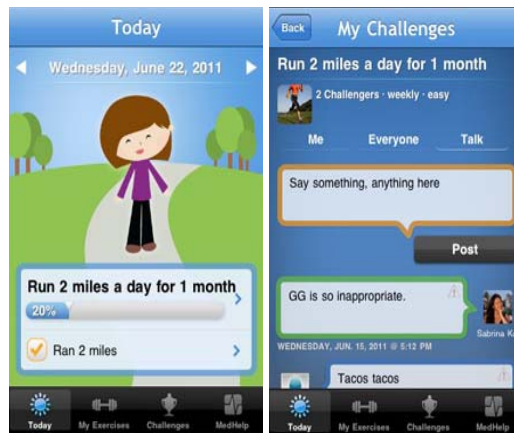 Today
Wednesday, June 22, 2011
Run 2 miles a day for 1 month
20%
Ran 2 miles
Today
My Exercises
Challenges
MedHelp
Back
My Challenges
Run 2 miles a day for 1 month
2 Challengers · weekly · easy
Me
Everyone
Talk
Say something, anything here
Post
GG is so inappropriate.
Sabrina
WEDNESDAY, JUN. 15, 2011 @ 5:12 PM
Tacos tacos
Today
My Exercises
Challenges
MedHelp